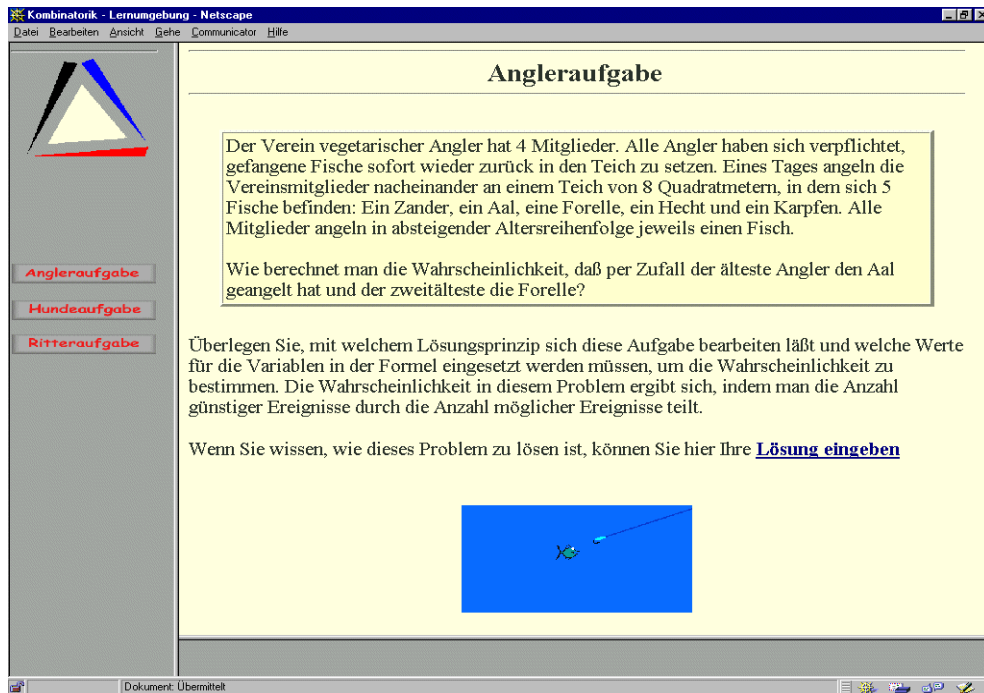 Kombinatorik - Lernumgebung - Netscape
Datei Bearbeiten Ansicht Gehe Communicator Hilfe
Angleraufgabe
Hundeaufgabe
Ritteraufgabe
Angleraufgabe
Der Verein vegetarischer Angler hat 4 Mitglieder. Alle Angler haben sich verpflichtet,
gefangene Fische sofort wieder zurück in den Teich zu setzen. Eines Tages angeln die
Vereinsmitglieder nacheinander an einem Teich von 8 Quadratmetern, in dem sich 5
Fische befinden: Ein Zander, ein Aal, eine Forelle, ein Hecht und ein Karpfen. Alle
Mitglieder angeln in absteigender Altersreihenfolge jeweils einen Fisch.
Wie berechnet man die Wahrscheinlichkeit, daß per Zufall der älteste Angler den Aal
geangelt hat und der zweitälteste die Forelle?
Überlegen Sie, mit welchem Lösungsprinzip sich diese Aufgabe bearbeiten läßt und welche Werte
für die Variablen in der Formel eingesetzt werden müssen, um die Wahrscheinlichkeit zu
bestimmen. Die Wahrscheinlichkeit in diesem Problem ergibt sich, indem man die Anzahl
günstiger Ereignisse durch die Anzahl möglicher Ereignisse teilt.
Wenn Sie wissen, wie dieses Problem zu lösen ist, können Sie hier Ihre Lösung eingeben
Dokument: Übermittelt